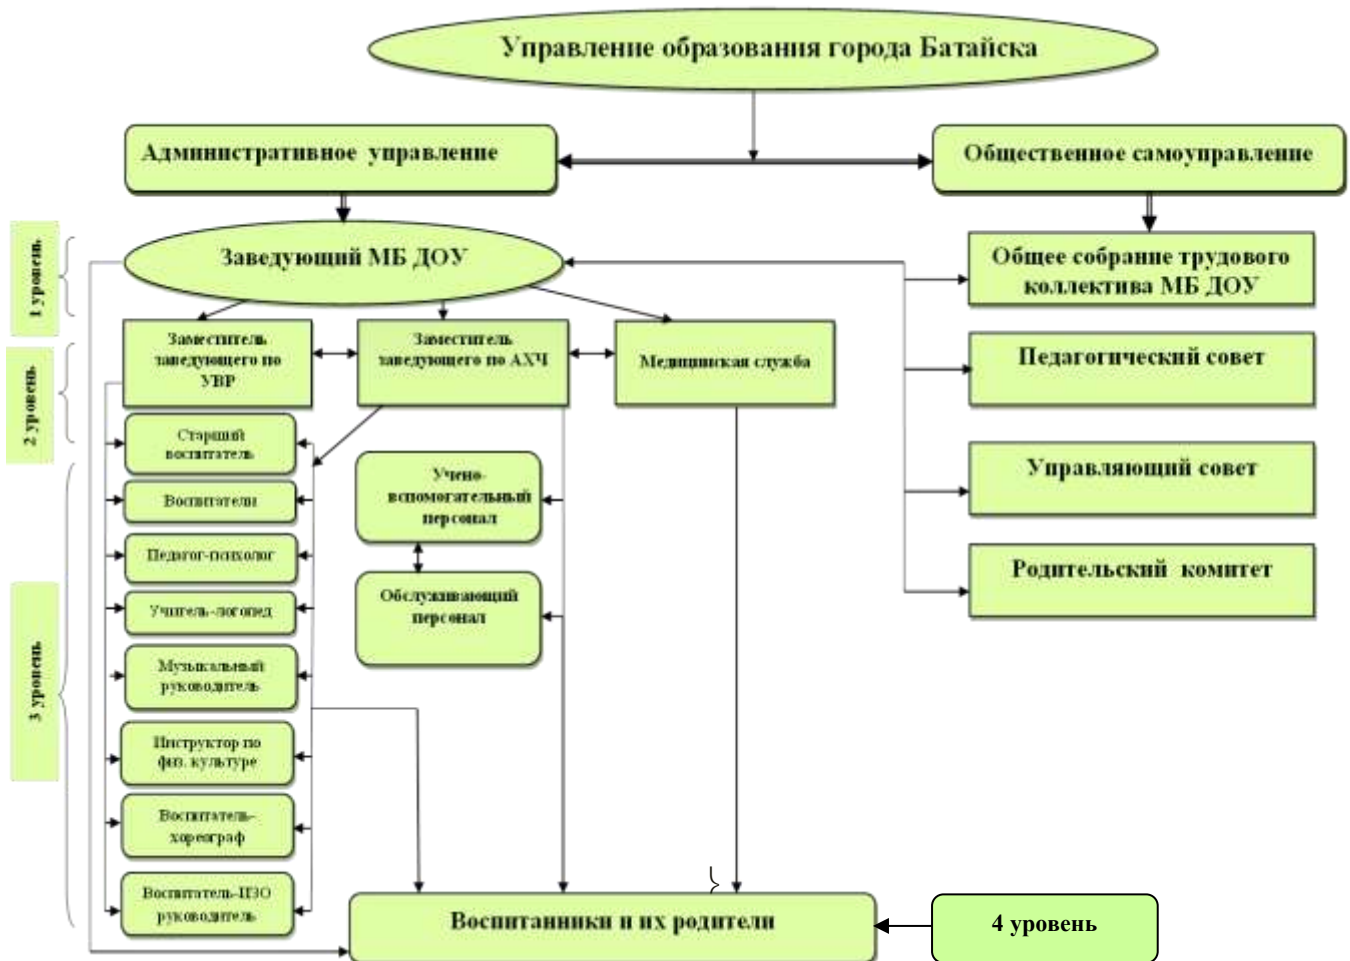 Управление образования города Батайска
Административное управление
Общественное самоуправление
1 уровень
Заведующий МБ ДОУ
Общее собрание трудового
коллектива МБ ДОУ
2 уровень
Заместитель
заведующего по
УВР
Заместитель
заведующего по АХЧ
Медицинская служба
Педагогический совет
Старший
воспитатель
Учено-
вспомогательный
персонал
Управляющий совет
Воспитатели
3 уровень
Педагог-психолог
Обслуживающий
персонал
Родительский комитет
Учитель-логопед
Музыкальный
руководитель
Инструктор по
физ. культуре
Воспитатель-
хореограф
Воспитатель-ИЗО
руководитель
Воспитанники и их родители
4 уровень